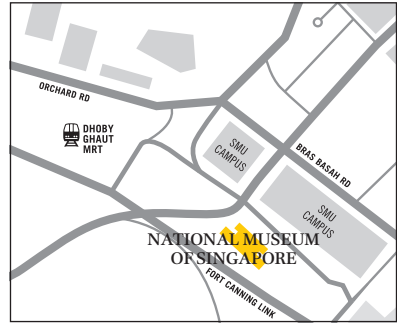 ORCHARD RD
DHOBY
GHAUT
MRT
SMU
CAMPUS
BRAS BASAH RD
SMU
CAMPUS
NATIONAL MUSEUM
OF SINGAPORE
FORT CANNING LINK